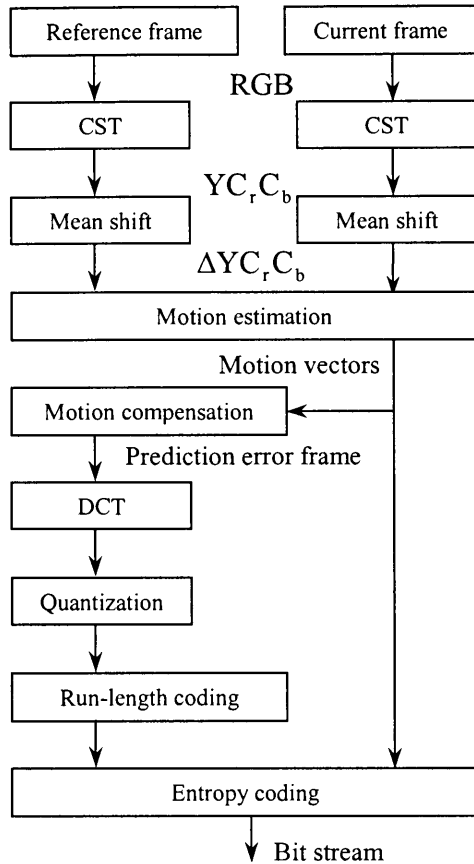 Reference frame
Current frame
RGB
CST
CST
YCrCb
Mean shift
Mean shift
ΔYCrCb
Motion estimation
Motion vectors
Motion compensation
Prediction error frame
DCT
Quantization
Run-length coding
Entropy coding
Bit stream